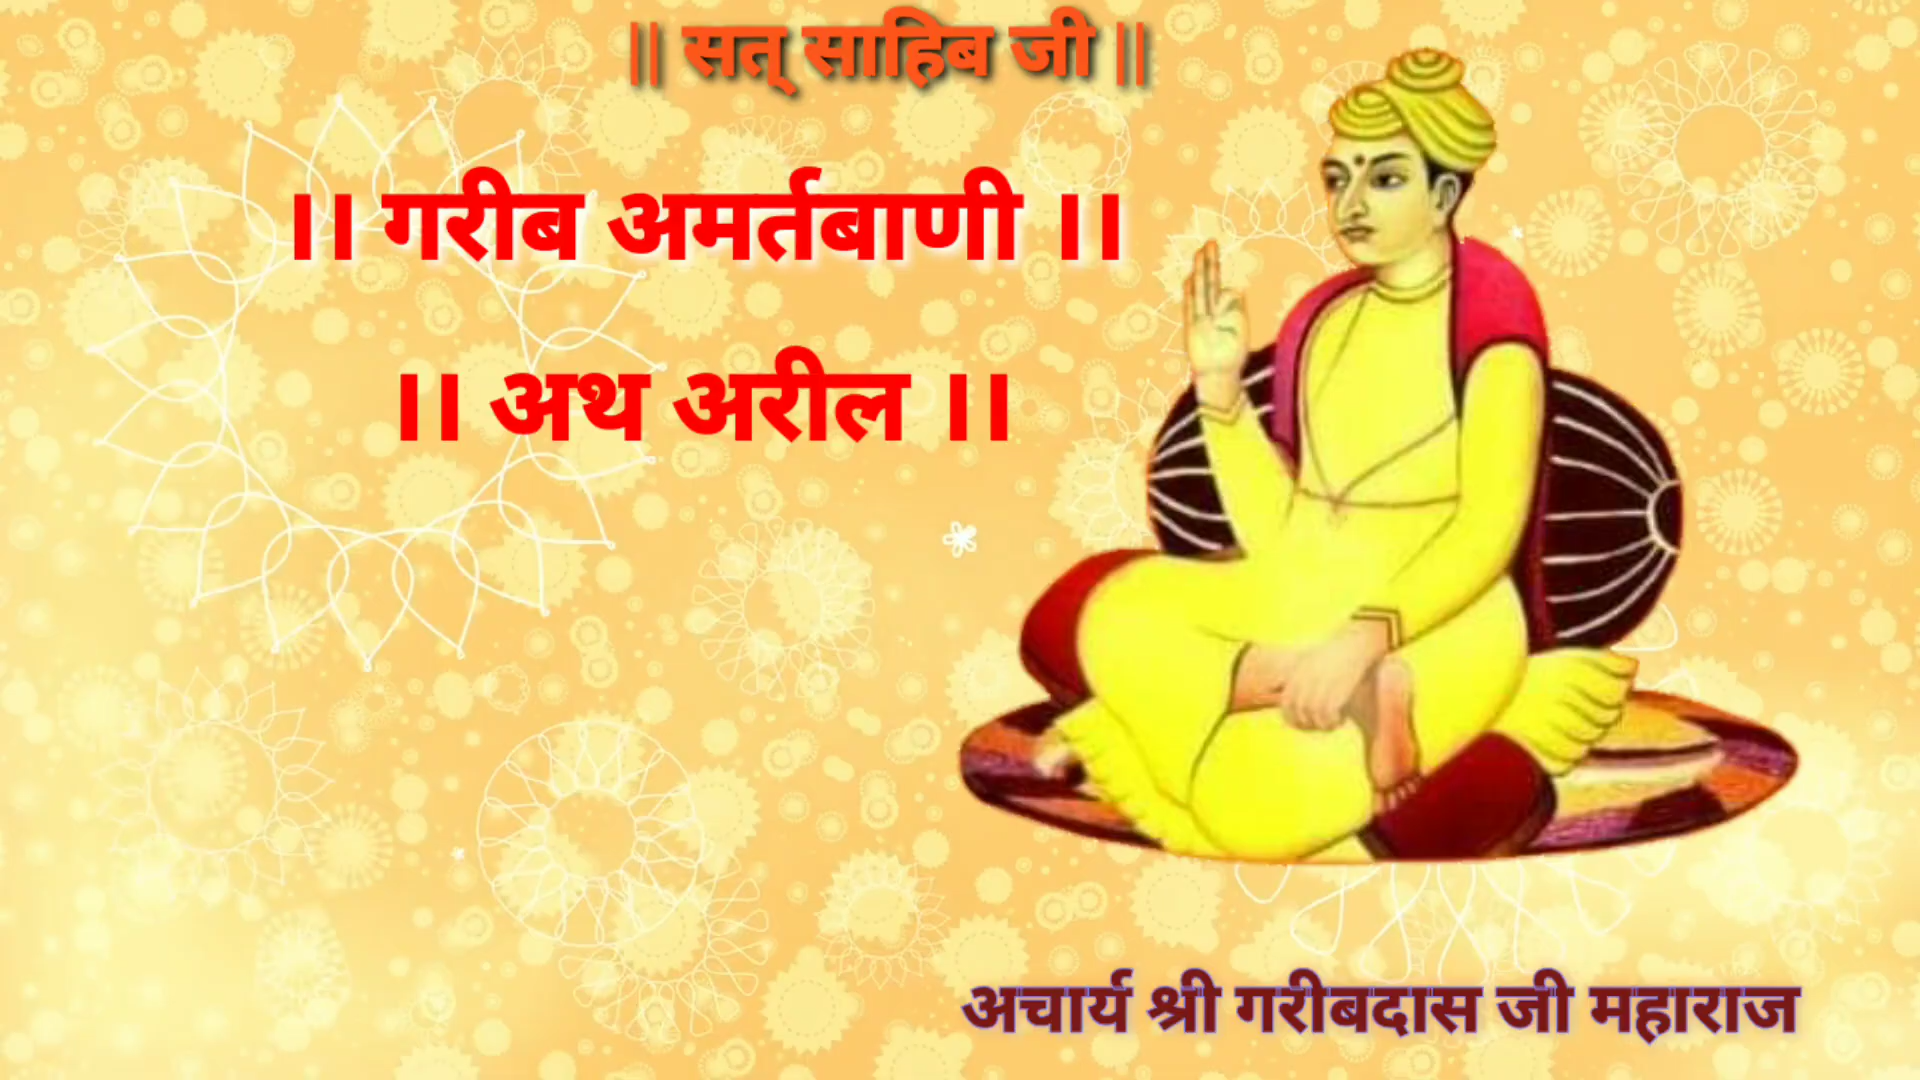 || सत् साहिब जी ||
।। गरीब अमर्तबाणी ।।
।। अथ अरील ।।
अचार्य श्री गरीबदास जी महाराज